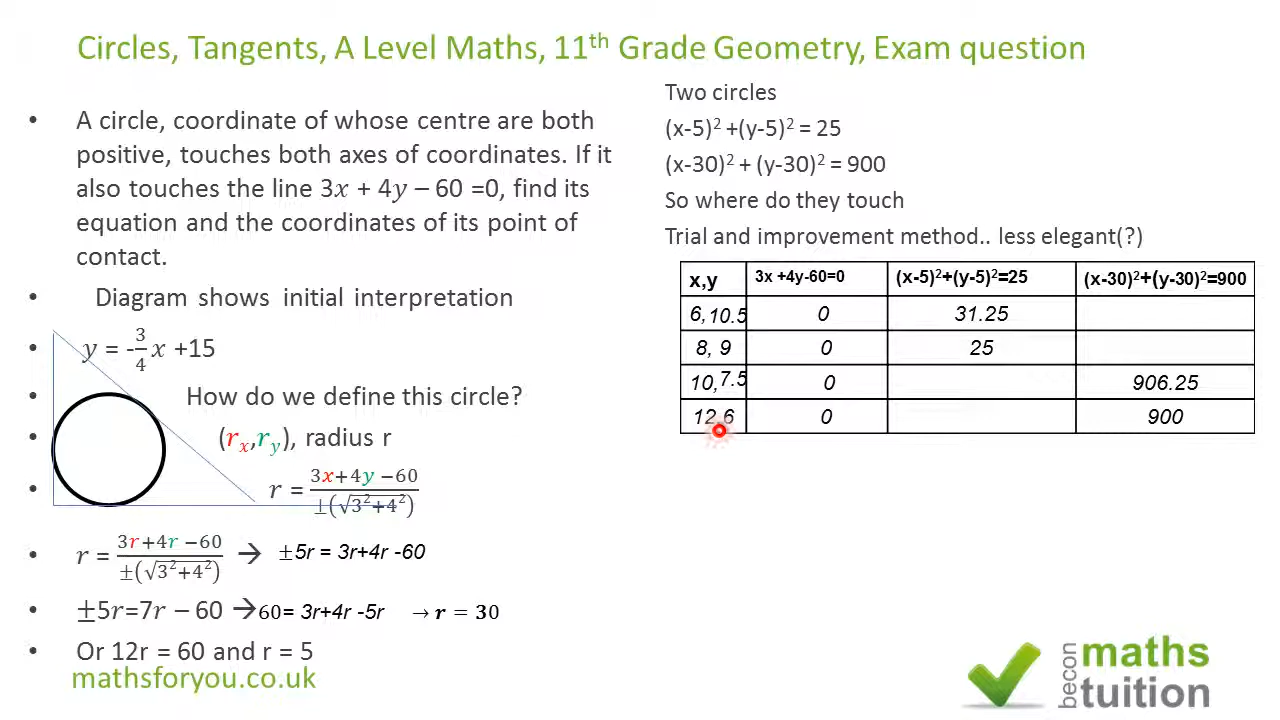 Circles, Tangents, A Level Maths, 11th Grade Geometry, Exam question
• A circle, coordinate of whose centre are both
positive, touches both axes of coordinates. If it
also touches the line 3x + 4y – 60 =0, find its
equation and the coordinates of its point of
contact.
• Diagram shows initial interpretation
• y = -3/4 x +15
• How do we define this circle?
• (rₓ,rᵧ), radius r
• r = (3x+4y –60)/(±(√3²+4²))
• r = (3r+4r –60)/(±(√3²+4²)) → ±5r = 3r+4r -60
• ±5r=7r – 60 →60= 3r+4r -5r → r = 30
• Or 12r = 60 and r = 5
mathsforyou.co.uk
Two circles
(x-5)² +(y-5)² = 25
(x-30)² + (y-30)² = 900
So where do they touch
Trial and improvement method.. less elegant(?)
x,y 3x +4y-60=0 (x-5)²+(y-5)²=25 (x-30)²+(y-30)²=900
6, 10.5 0 31.25
8, 9 0 25
10, 7.5 0 906.25
12,6 0 900
becon maths tuition